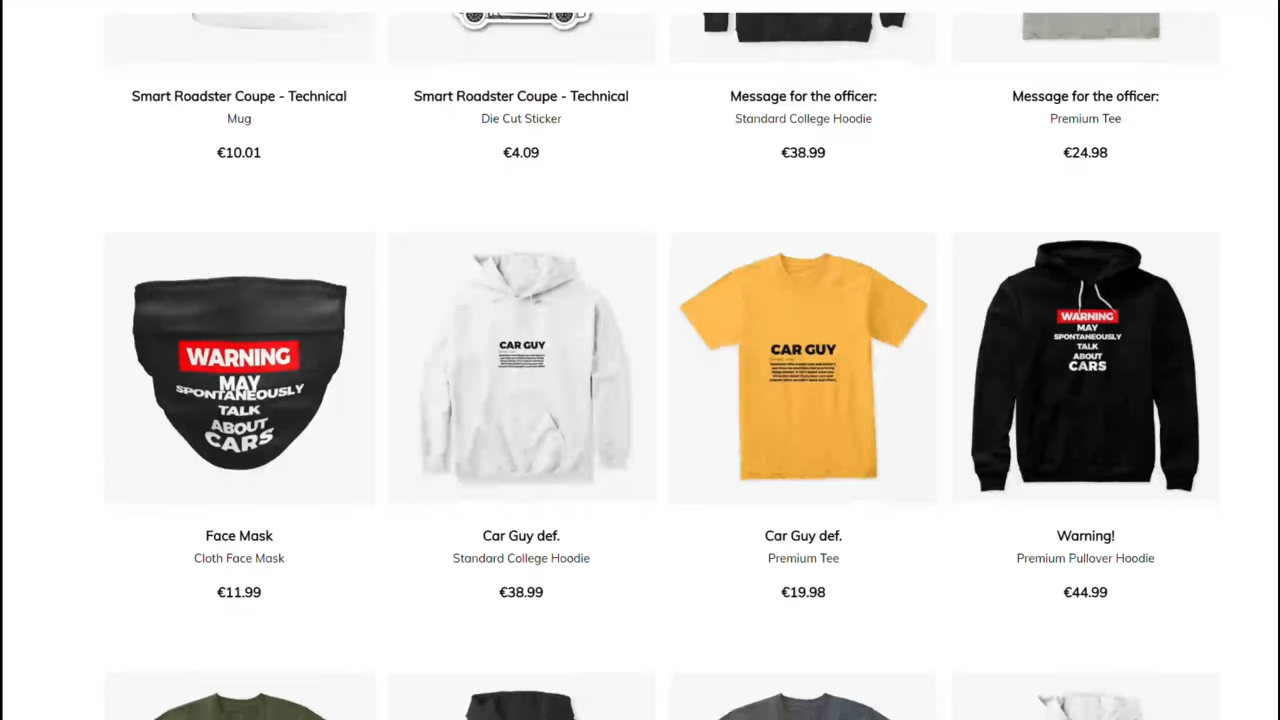 Smart Roadster Coupe - Technical
Mug
€10.01
Smart Roadster Coupe - Technical
Die Cut Sticker
€4.09
Message for the officer:
Standard College Hoodie
€38.99
Message for the officer:
Premium Tee
€24.98
WARNING
MAY
SPONTANEOUSLY
TALK
ABOUT
CARS
Face Mask
Cloth Face Mask
€11.99
CAR GUY
Car Guy def.
Standard College Hoodie
€38.99
CAR GUY
Car Guy def.
Premium Tee
€19.98
WARNING
MAY
SPONTANEOUSLY
TALK
ABOUT
CARS
Warning!
Premium Pullover Hoodie
€44.99